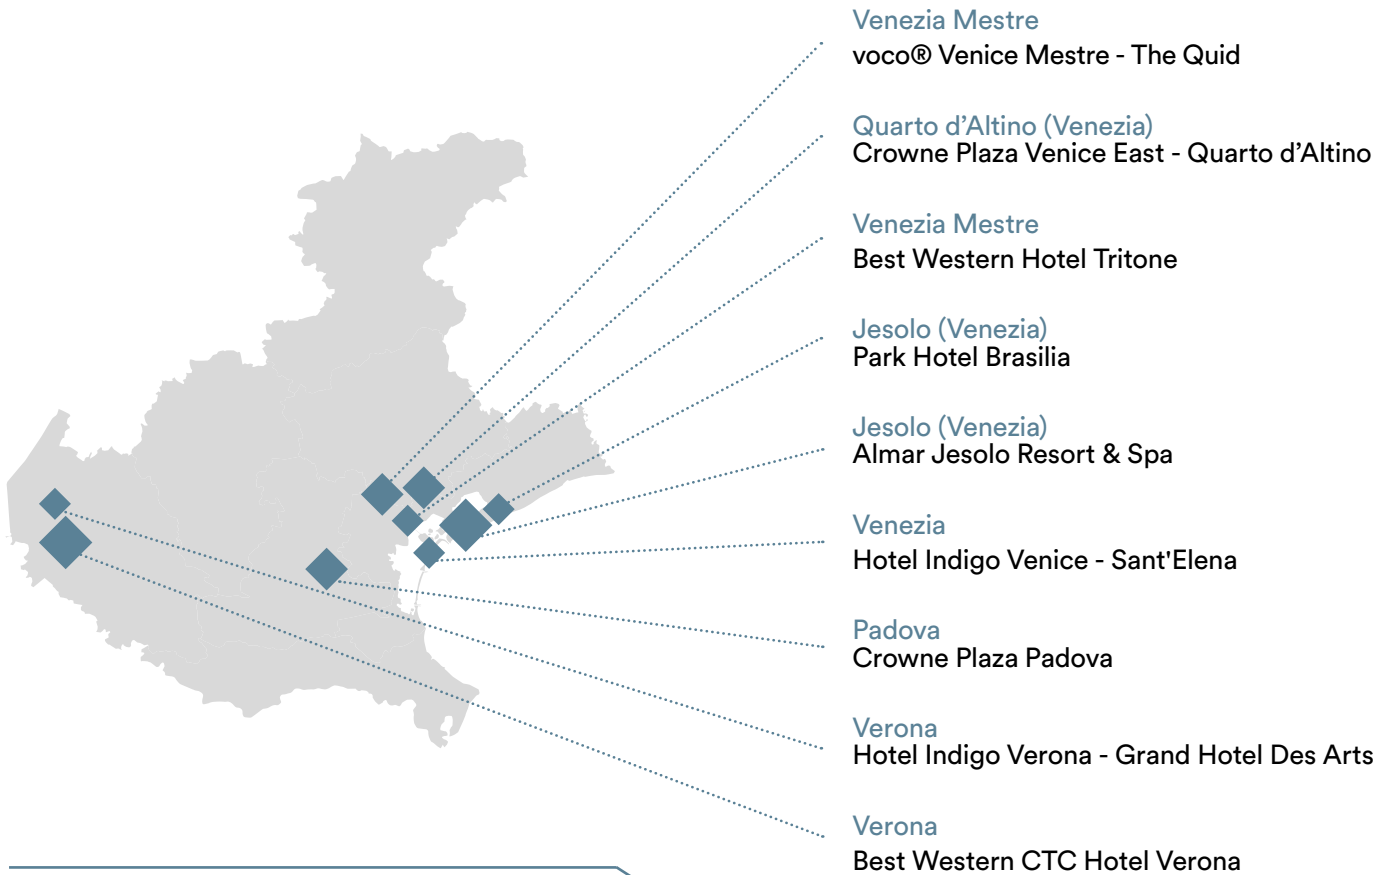 Venezia Mestre
voco® Venice Mestre - The Quid
Quarto d’Altino (Venezia)
Crowne Plaza Venice East - Quarto d’Altino
Venezia Mestre
Best Western Hotel Tritone
Jesolo (Venezia)
Park Hotel Brasilia
Jesolo (Venezia)
Almar Jesolo Resort & Spa
Venezia
Hotel Indigo Venice - Sant'Elena
Padova
Crowne Plaza Padova
Verona
Hotel Indigo Verona - Grand Hotel Des Arts
Verona
Best Western CTC Hotel Verona